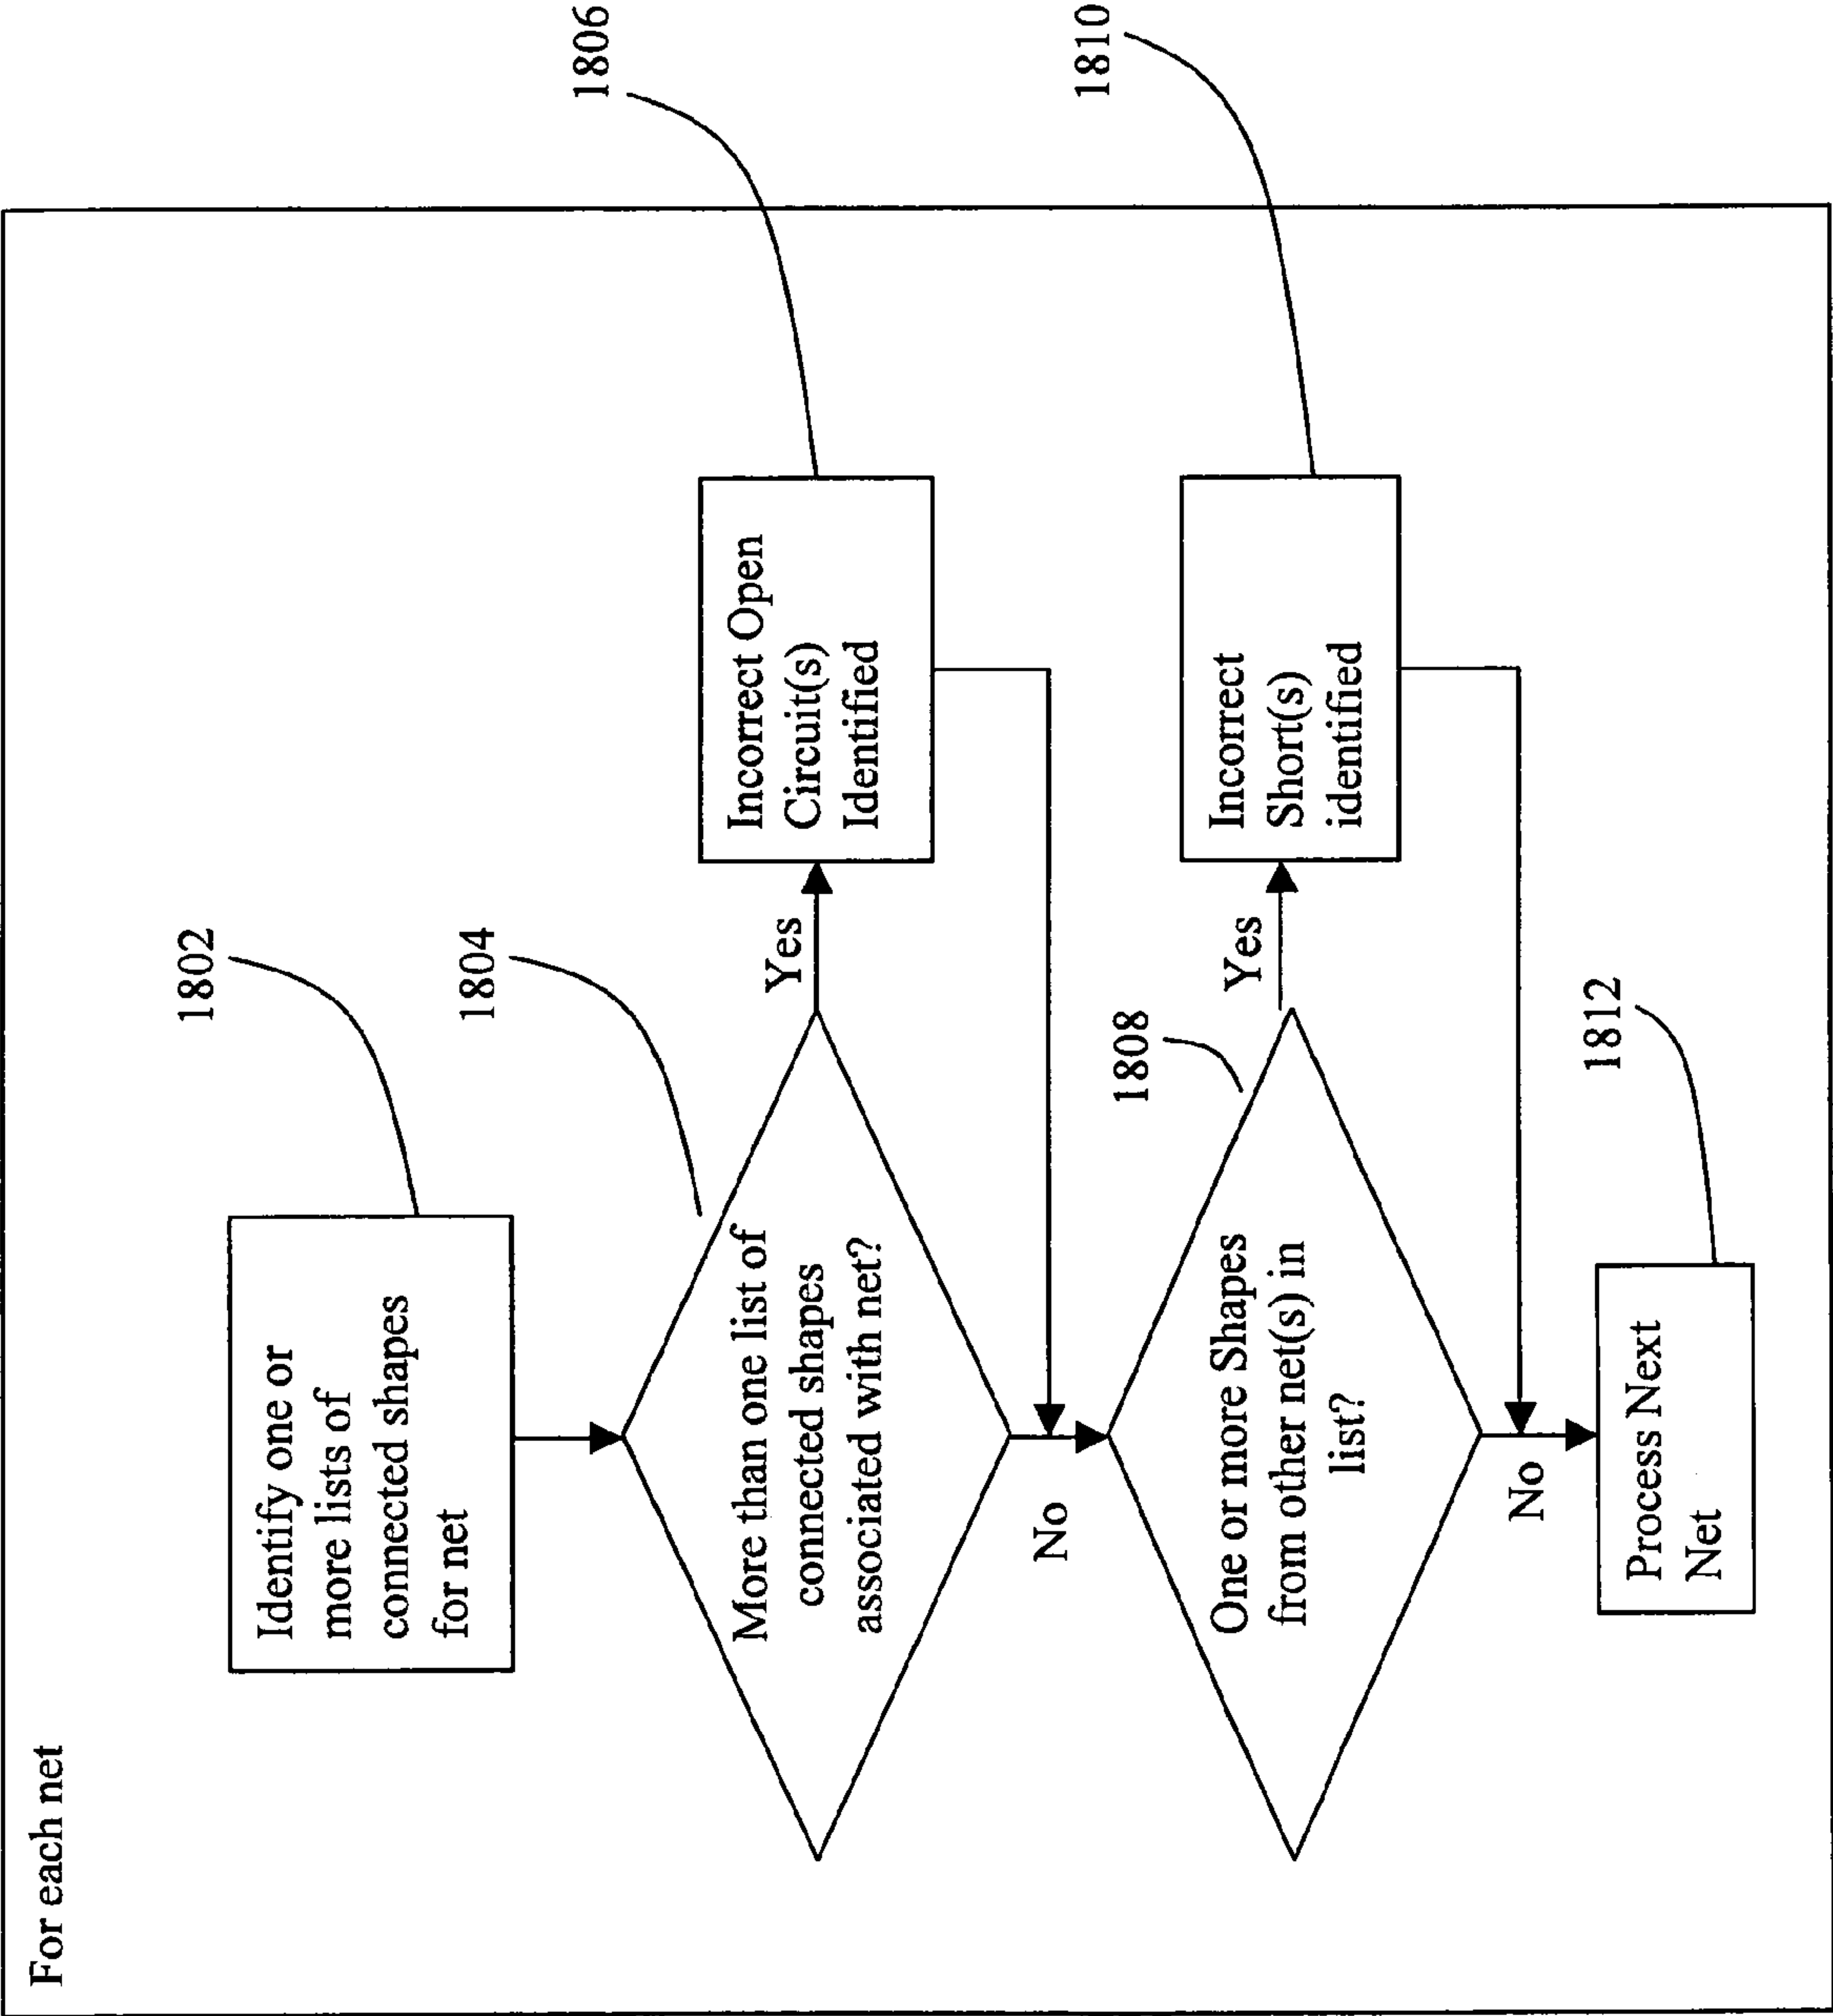 For each net
1802
Identify one or
more lists of
connected shapes
for net
1804
More than one list of
connected shapes
associated with net?
Yes
1806
Incorrect Open
Circuit(s)
Identified
No
1808
One or more Shapes
from other net(s) in
list?
Yes
1810
Incorrect
Short(s)
identified
No
1812
Process Next
Net